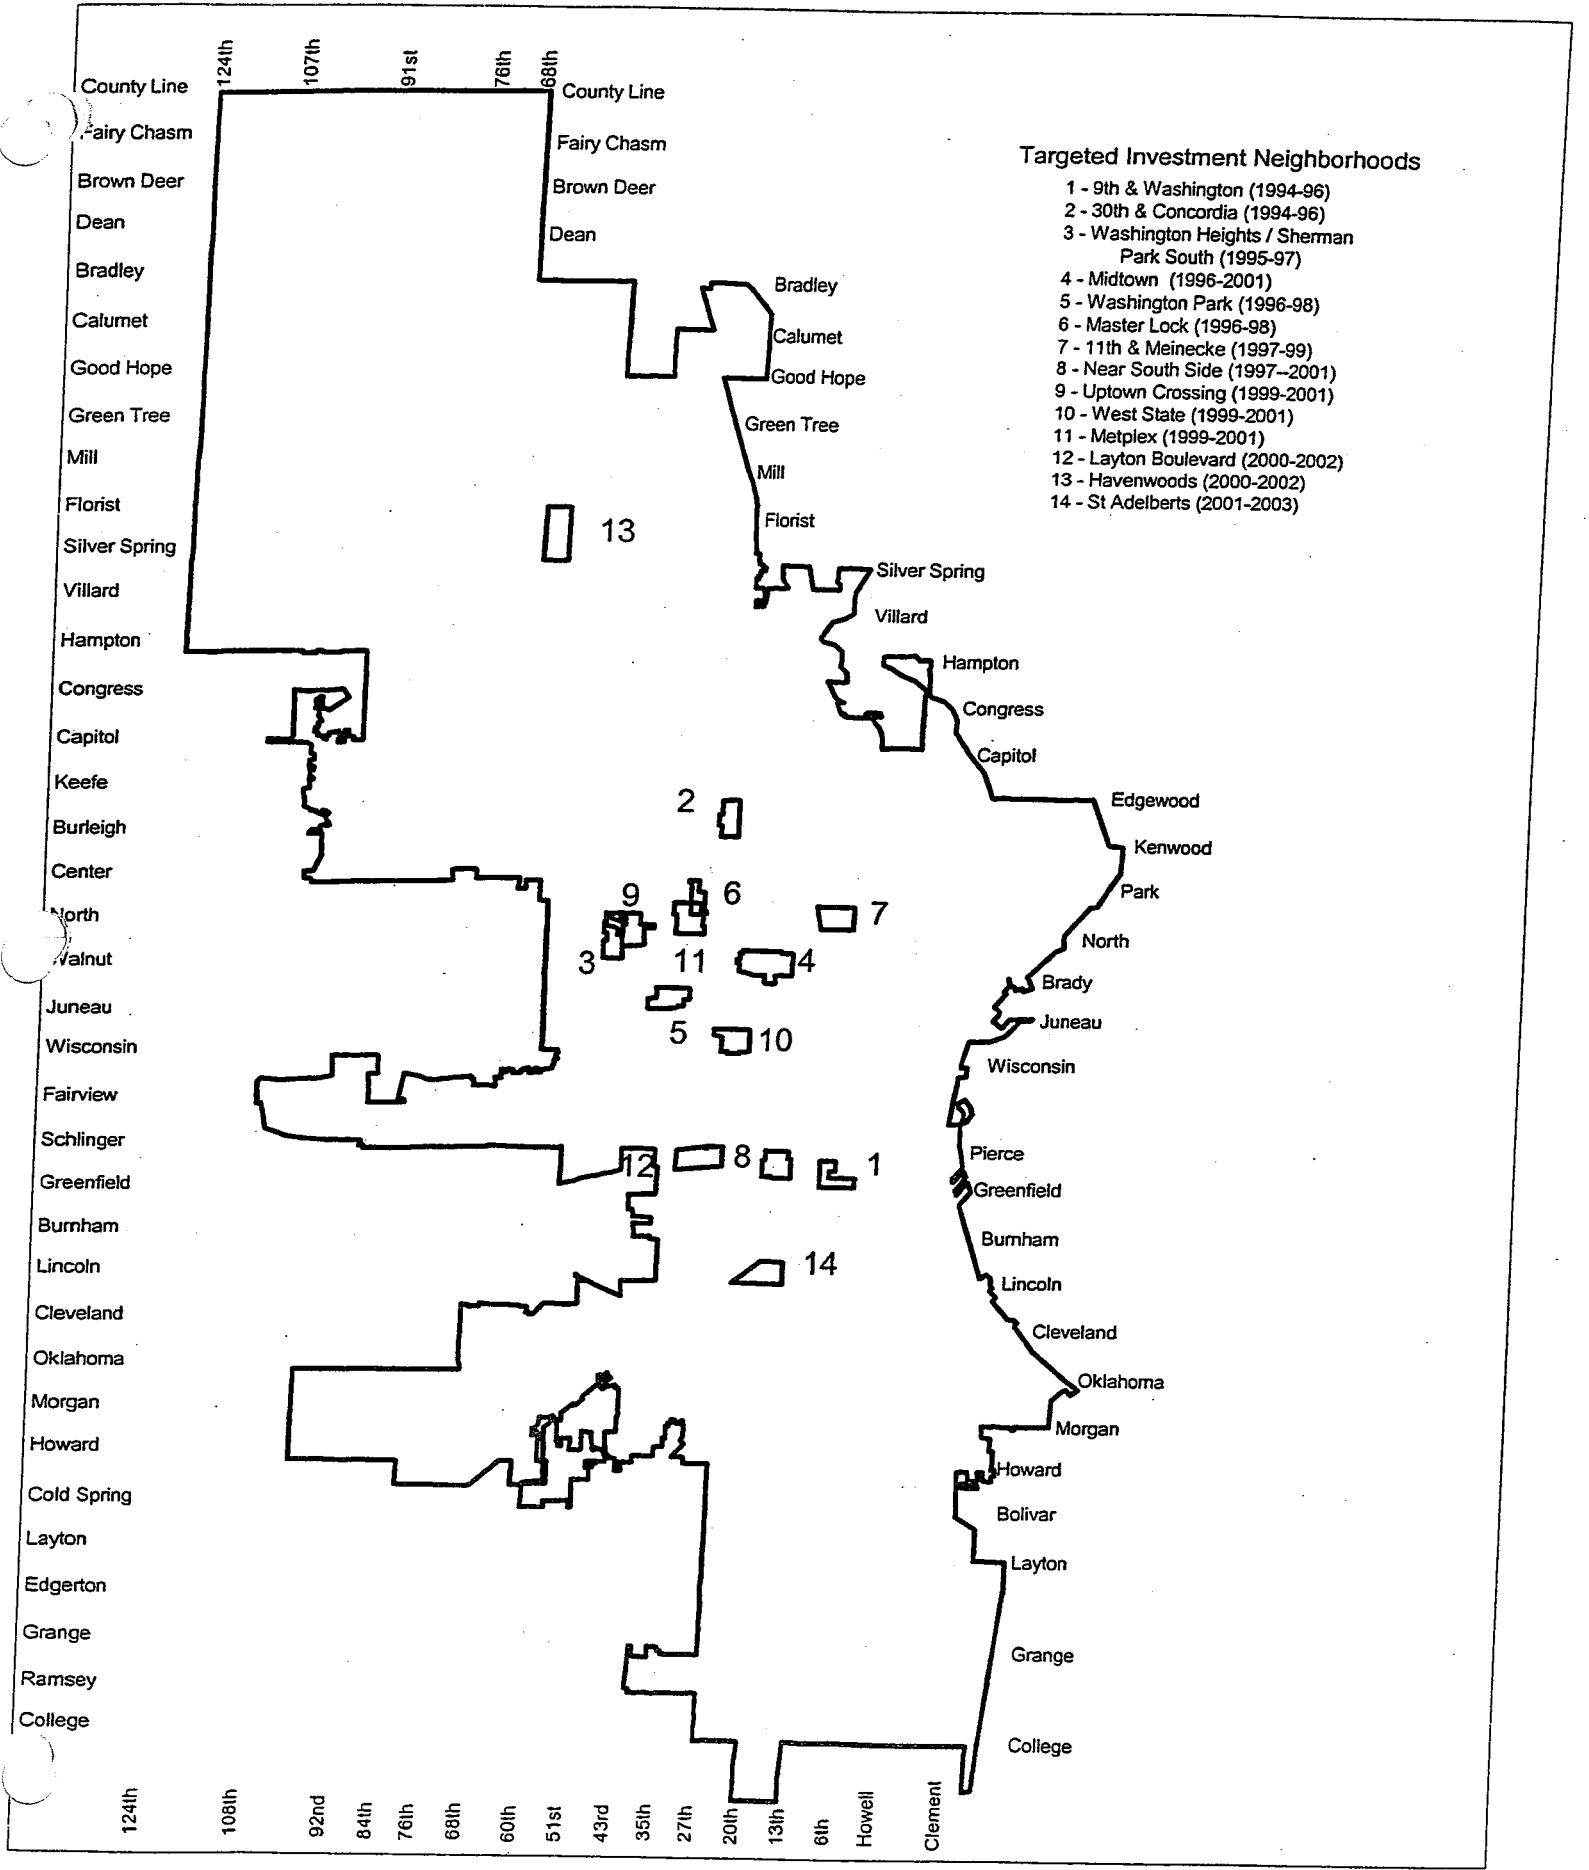 124th
107th
91st
76th
68th
County Line
County Line
Fairy Chasm
Fairy Chasm
Brown Deer
Brown Deer
Dean
Dean
Bradley
Bradley
Calumet
Calumet
Good Hope
Good Hope
Green Tree
Green Tree
Mill
Mill
Florist
Florist
Silver Spring
Silver Spring
Villard
Villard
Hampton
Hampton
Congress
Congress
Capitol
Capitol
Keefe
Edgewood
Burleigh
Kenwood
Center
Park
North
North
Walnut
Brady
Juneau
Juneau
Wisconsin
Wisconsin
Fairview
Schlinger
Pierce
Greenfield
Greenfield
Burnham
Burnham
Lincoln
Lincoln
Cleveland
Cleveland
Oklahoma
Oklahoma
Morgan
Morgan
Howard
Howard
Cold Spring
Bolivar
Layton
Layton
Edgerton
Grange
Grange
Ramsey
College
College
Targeted Investment Neighborhoods
1 - 9th & Washington (1994-96)
2 - 30th & Concordia (1994-96)
3 - Washington Heights / Sherman
Park South (1995-97)
4 - Midtown (1996-2001)
5 - Washington Park (1996-98)
6 - Master Lock (1996-98)
7 - 11th & Meinecke (1997-99)
8 - Near South Side (1997--2001)
9 - Uptown Crossing (1999-2001)
10 - West State (1999-2001)
11 - Metplex (1999-2001)
12 - Layton Boulevard (2000-2002)
13 - Havenwoods (2000-2002)
14 - St Adelberts (2001-2003)
13
2
9
6
7
3
11
4
5
10
12
8
1
14
124th
108th
92nd
84th
76th
68th
60th
51st
43rd
35th
27th
20th
13th
6th
Howell
Clement